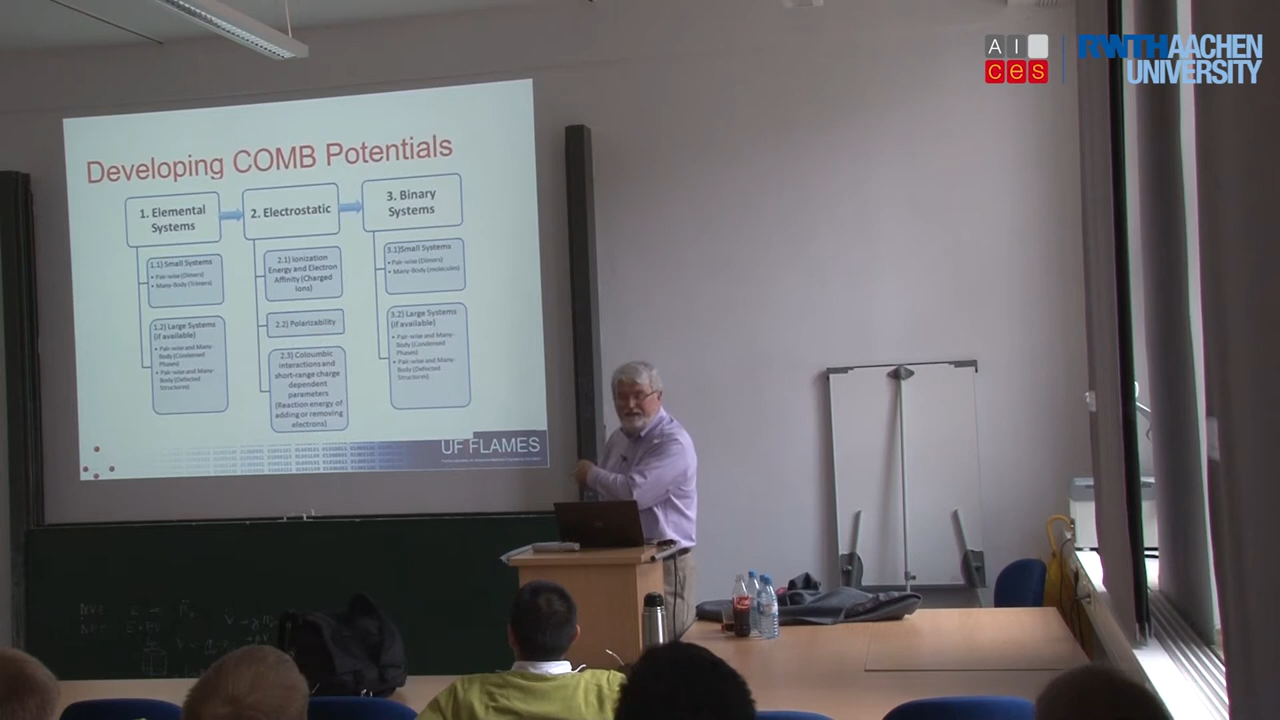 AI
ces
RWTHAACHEN
UNIVERSITY
Developing COMB Potentials
1. Elemental
Systems
2. Electrostatic
3. Binary
Systems
1.1) Small Systems
• Pair-wise (Dimers)
• Many-Body (Trimers)
1.2) Large Systems
(if available)
• Pair-wise and Many-
Body (Condensed
Phases)
• Pair-wise and Many-
Body (Defected
Structures)
2.1) Ionization
Energy and Electron
Affinity (Charged
Ions)
2.2) Polarizability
2.3) Coloumbic
interactions and
short-range charge
dependent
parameters
(Reaction energy of
adding or removing
electrons)
3.1)Small Systems
• Pair-wise (Dimers)
• Many-Body (molecules)
3.2) Large Systems
(if available)
• Pair-wise and Many-
Body (Condensed
Phases)
• Pair-wise and Many-
Body (Defected
Structures)
UF FLAMES